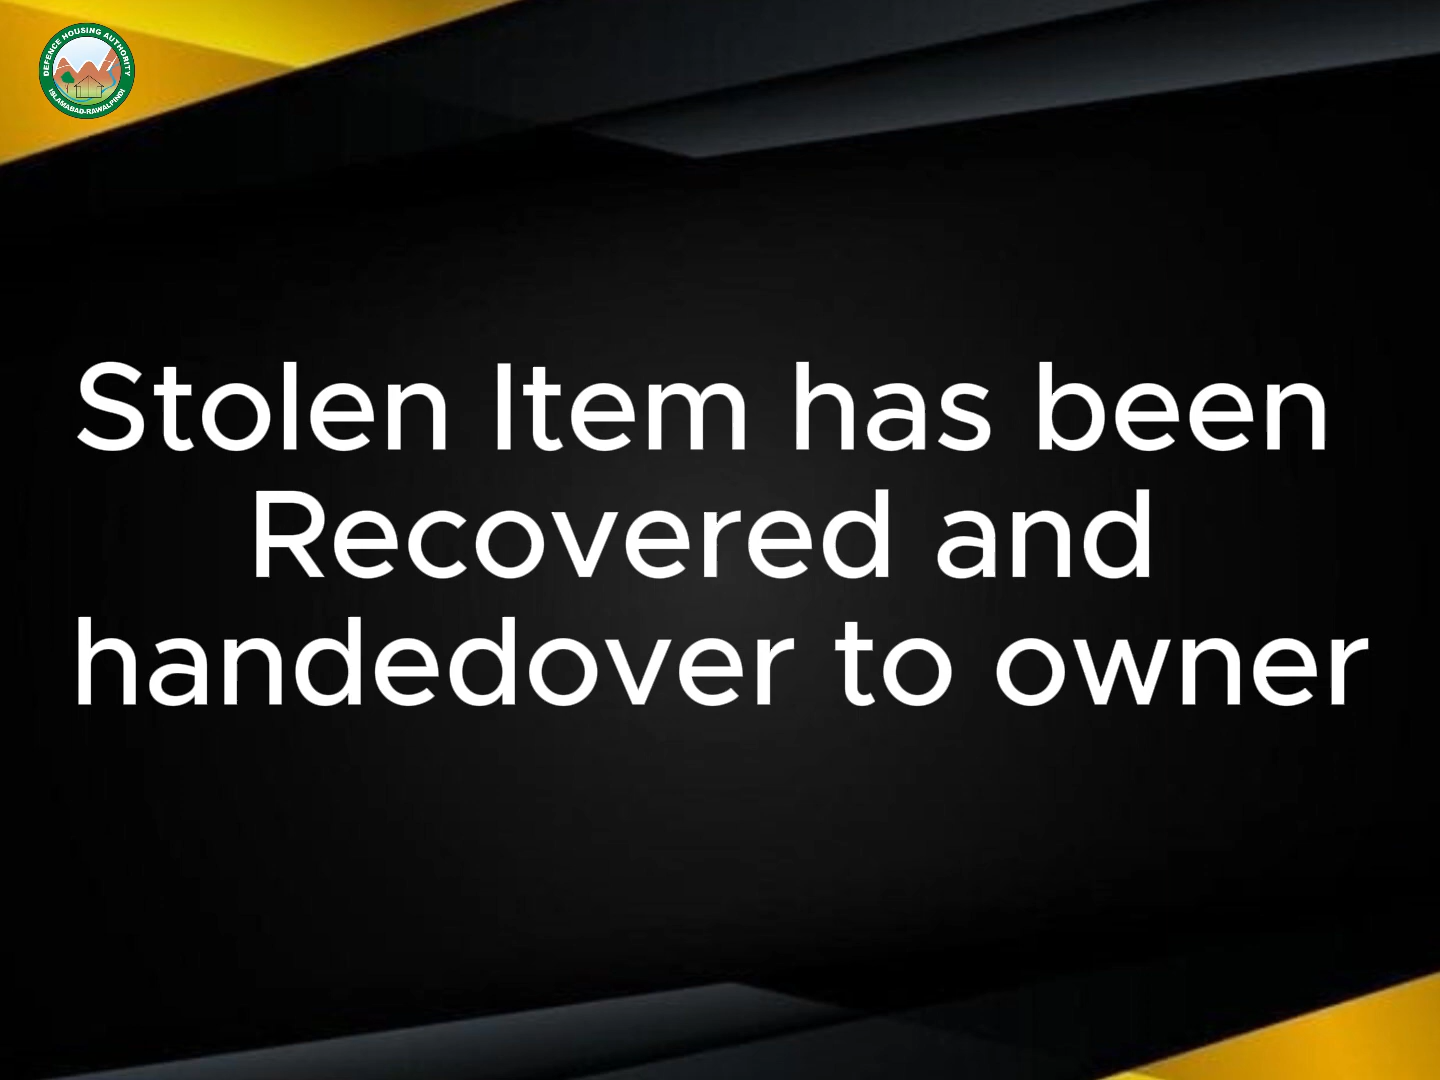 DEFENCE HOUSING AUTHORITY
ISLAMABAD-RAWALPINDI
Stolen Item has been
Recovered and
handedover to owner